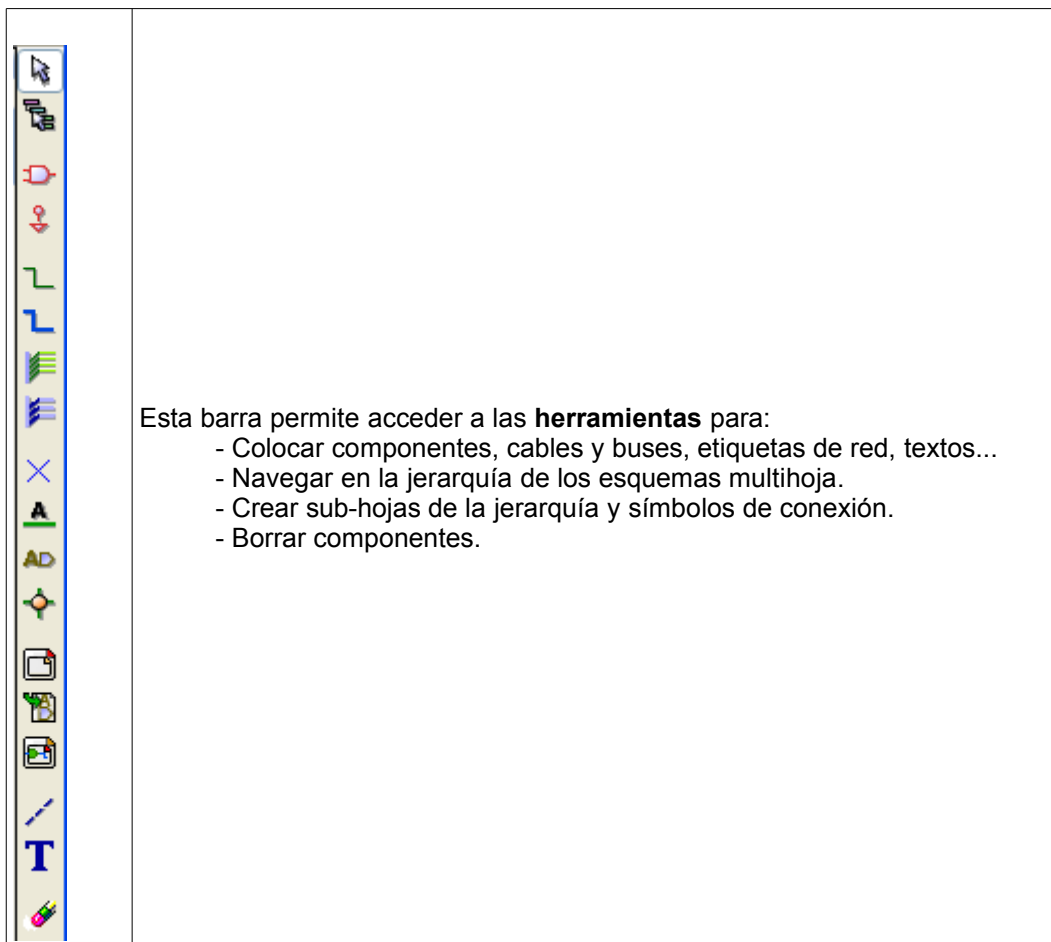 A
AD
T
Esta barra permite acceder a las herramientas para:
- Colocar componentes, cables y buses, etiquetas de red, textos...
- Navegar en la jerarquía de los esquemas multihoja.
- Crear sub-hojas de la jerarquía y símbolos de conexión.
- Borrar componentes.